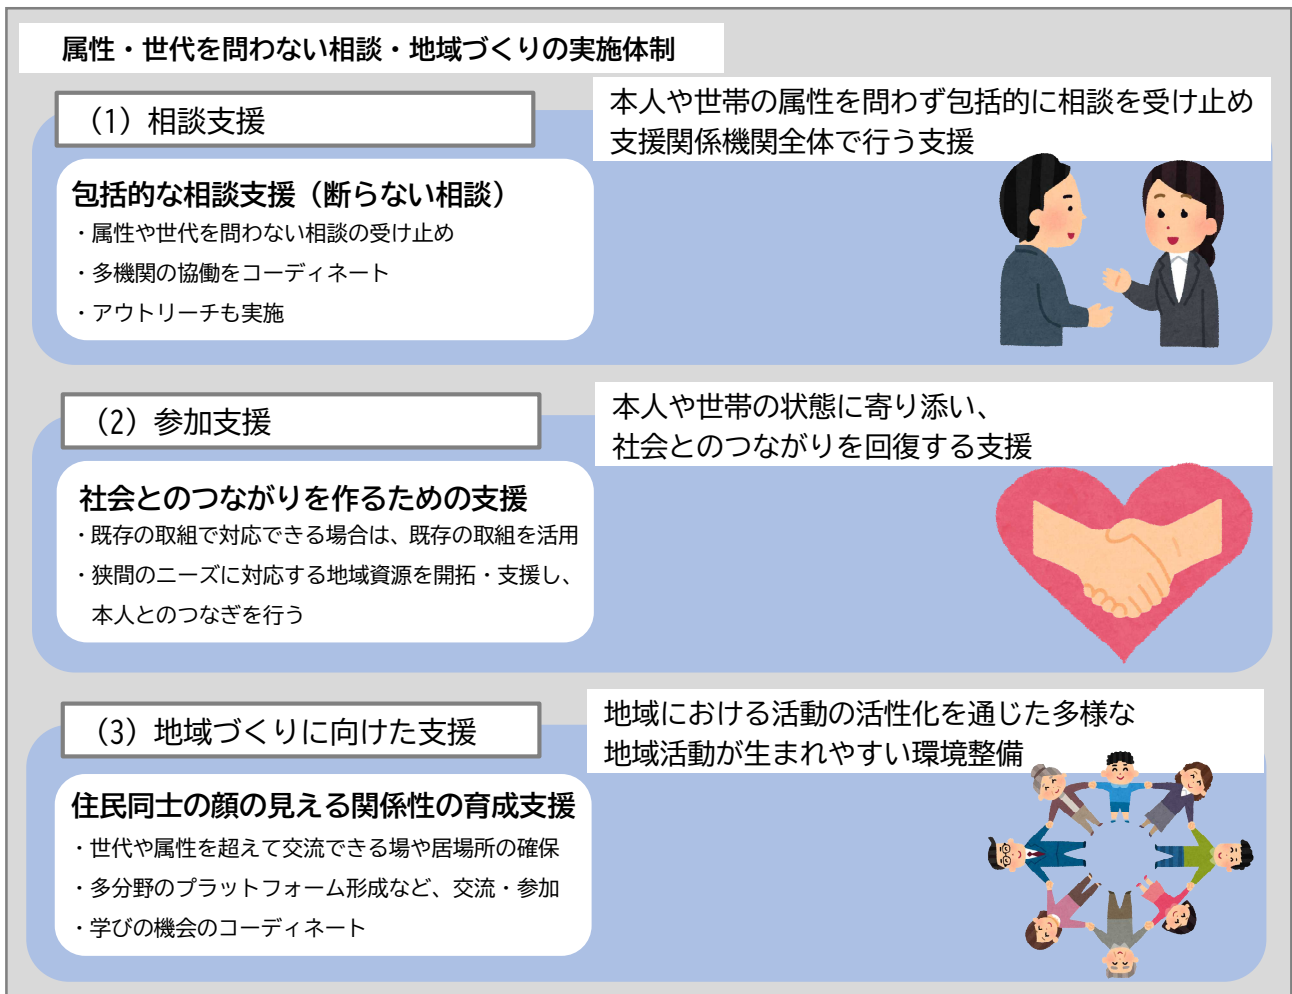 属性・世代を問わない相談・地域づくりの実施体制
（1）相談支援
本人や世帯の属性を問わず包括的に相談を受け止め
支援関係機関全体で行う支援
包括的な相談支援（断らない相談）
・属性や世代を問わない相談の受け止め
・多機関の協働をコーディネート
・アウトリーチも実施
（2）参加支援
本人や世帯の状態に寄り添い、
社会とのつながりを回復する支援
社会とのつながりを作るための支援
・既存の取組で対応できる場合は、既存の取組を活用
・狭間のニーズに対応する地域資源を開拓・支援し、
本人とのつなぎを行う
（3）地域づくりに向けた支援
地域における活動の活性化を通じた多様な
地域活動が生まれやすい環境整備
住民同士の顔の見える関係性の育成支援
・世代や属性を超えて交流できる場や居場所の確保
・多分野のプラットフォーム形成など、交流・参加
・学びの機会のコーディネート